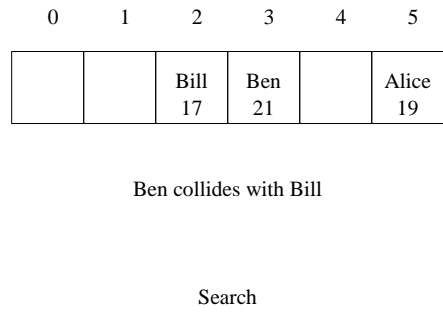 0 1 2 3 4 5
Bill Ben Alice
17 21 19
Ben collides with Bill
Search